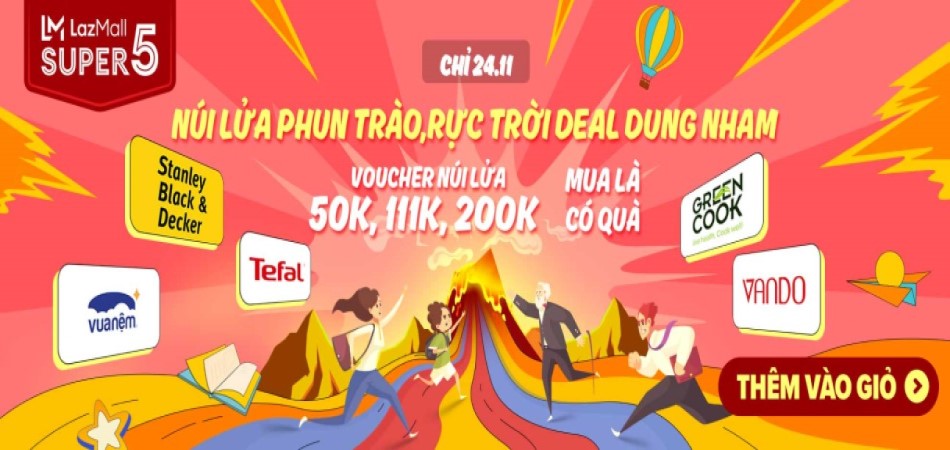 LM LazMall
SUPER 5
CHỈ 24.11
NÚI LỬA PHUN TRÀO,RỰC TRỜI DEAL DUNG NHAM
VOUCHER NÚI LỬA
50K, 111K, 200K
MUA LÀ
CÓ QUÀ
Stanley
Black &
Decker
Tefal
vuanệm
GREEN
COOK
VANDO
THÊM VÀO GIỎ